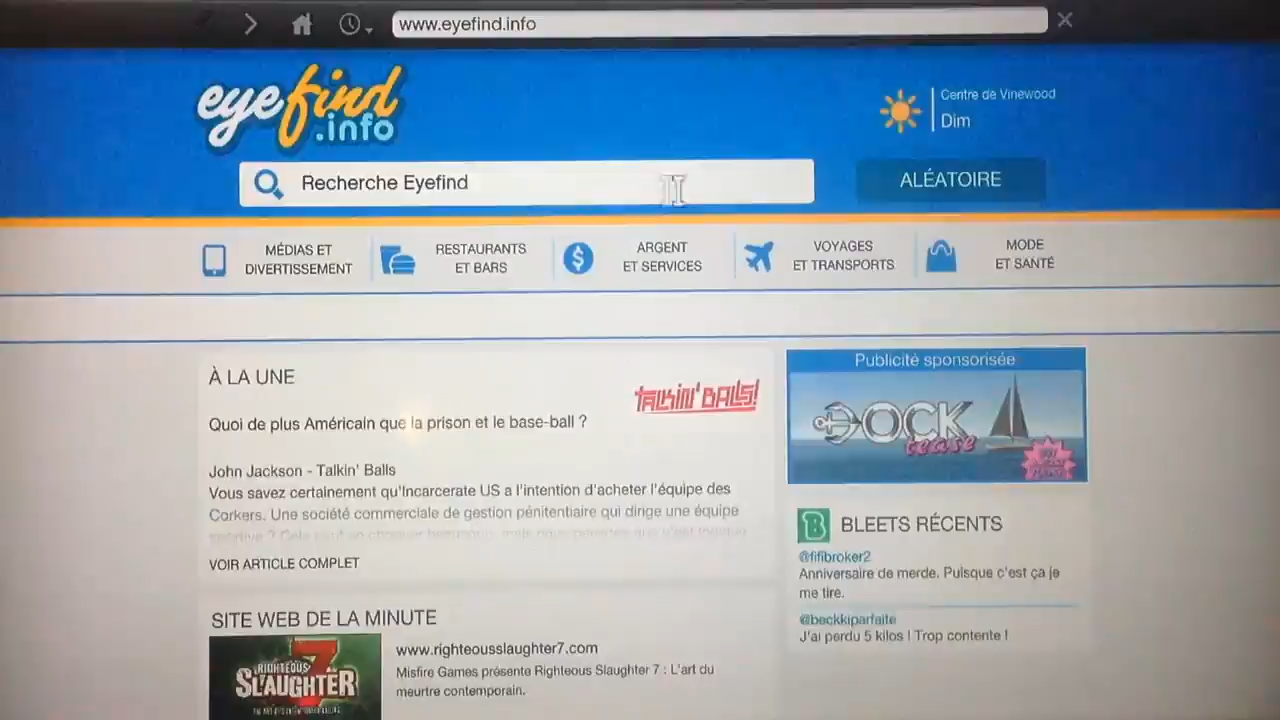 www.eyefind.info
eyefind
.info
Centre de Vinewood
Dim
Recherche Eyefind
ALÉATOIRE
MÉDIAS ET
DIVERTISSEMENT
RESTAURANTS
ET BARS
ARGENT
ET SERVICES
VOYAGES
ET TRANSPORTS
MODE
ET SANTÉ
À LA UNE
TALKIN' BALLS!
Quoi de plus Américain que la prison et le base-ball ?
John Jackson - Talkin' Balls
Vous savez certainement qu'Incarcerate US a l'intention d'acheter l'équipe des
Corkers. Une société commerciale de gestion pénitentiaire qui dirige une équipe
VOIR ARTICLE COMPLET
Publicité sponsorisée
DOCK
tease
BLEETS RÉCENTS
@fifibroker2
Anniversaire de merde. Puisque c'est ça je
me tire.
@beckkiparfaite
J'ai perdu 5 kilos ! Trop contente !
SITE WEB DE LA MINUTE
RIGHTEOUS
SLAUGHTER
7
www.righteousslaughter7.com
Misfire Games présente Righteous Slaughter 7 : L'art du
meurtre contemporain.